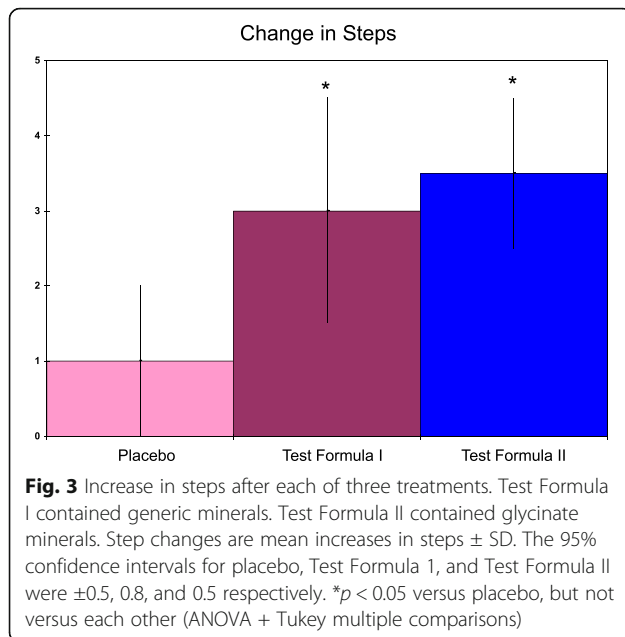 Change in Steps
5
4
3
2
1
0
*
*
Placebo
Test Formula I
Test Formula II
Fig. 3 Increase in steps after each of three treatments. Test Formula
I contained generic minerals. Test Formula II contained glycinate
minerals. Step changes are mean increases in steps ± SD. The 95%
confidence intervals for placebo, Test Formula 1, and Test Formula II
were ±0.5, 0.8, and 0.5 respectively. *p < 0.05 versus placebo, but not
versus each other (ANOVA + Tukey multiple comparisons)